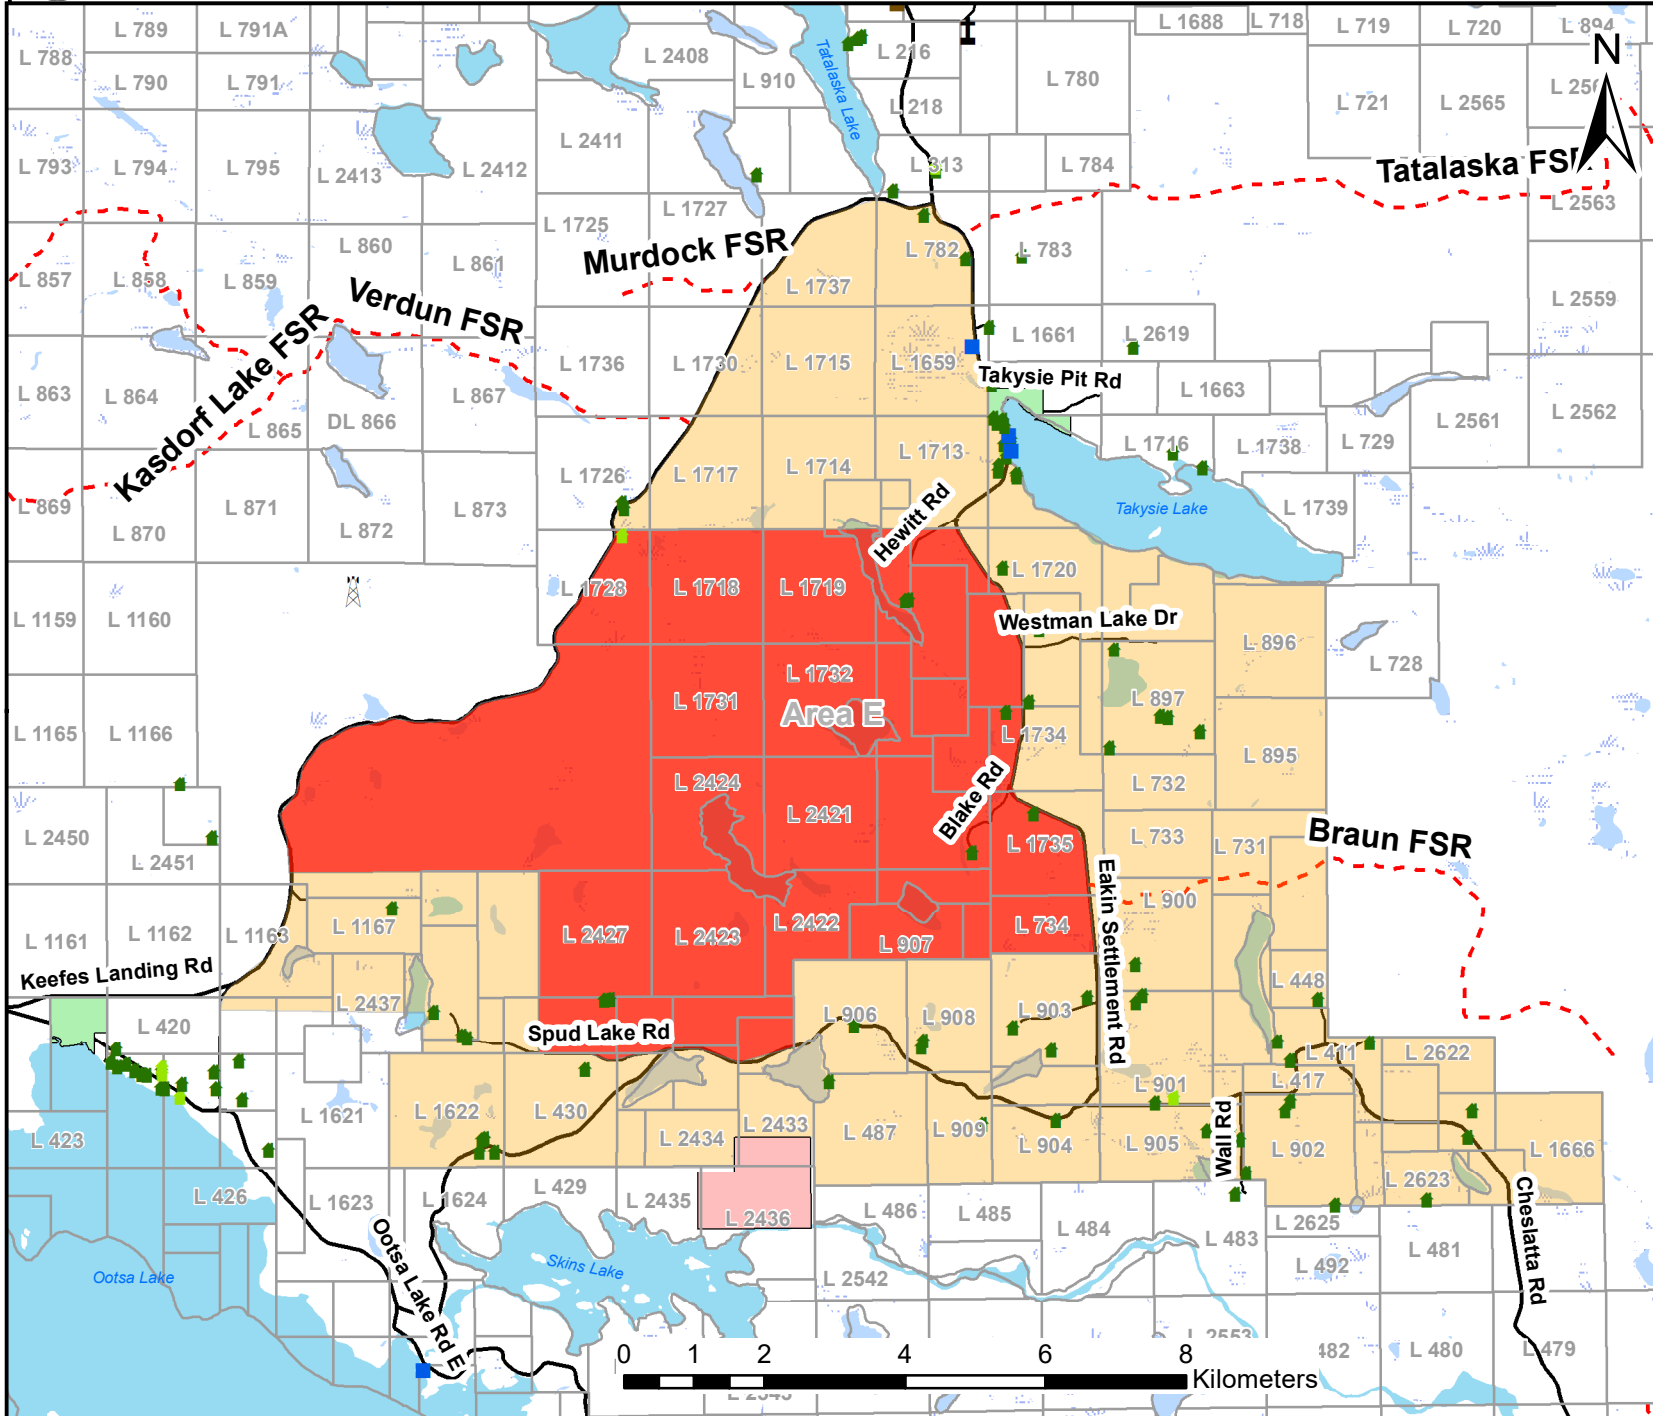 L 789
L 791A
L 2408
L 216
L 1688
L 718
L 719
L 720
L 894
L 788
L 790
L 791
L 910
L 218
L 780
L 721
L 2565
N
Tatalaska Lake
L 793
L 794
L 795
L 2413
L 2412
L 2411
L 313
L 784
Tatalaska FSR
L 2563
L 1725
L 1727
Murdock FSR
L 782
L 783
L 857
L 858
L 859
L 860
L 861
L 1737
L 2559
Verdun FSR
Kasdorf Lake FSR
L 1736
L 1730
L 1715
L 1659
L 1661
L 2619
Takysie Pit Rd
L 1663
L 863
L 864
L 865
DL 866
L 867
L 2561
L 2562
L 1726
L 1717
L 1714
L 1713
L 1716
L 1738
L 729
Takysie Lake
L 1739
L 869
L 870
L 871
L 872
L 873
Hewitt Rd
L 1728
L 1718
L 1719
L 1720
L 1159
L 1160
Westman Lake Dr
L 896
L 728
L 1731
L 1732
Area E
L 897
L 1734
L 895
L 1165
L 1166
L 2424
L 2421
Blake Rd
L 732
L 733
L 731
L 1735
Braun FSR
L 2450
L 2451
L 1161
L 1162
L 1163
L 1167
L 2427
L 2423
L 2422
L 907
L 734
L 900
Eakin Settlement Rd
Keefes Landing Rd
L 2437
L 448
L 420
Spud Lake Rd
L 906
L 908
L 903
L 411
L 2622
L 417
L 901
L 1621
L 1622
L 430
L 2434
L 2433
L 487
L 909
L 904
L 905
Wall Rd
L 902
L 1666
L 423
L 426
L 1623
L 1624
L 429
L 2435
L 2436
L 486
L 485
L 484
L 483
L 2625
L 2623
L 492
L 481
Cheslatta Rd
Ootsa Lake
Ootsa Lake Rd E
Skins Lake
L 2542
L 2553
482
L 480
L 479
0
1
2
4
6
8
Kilometers